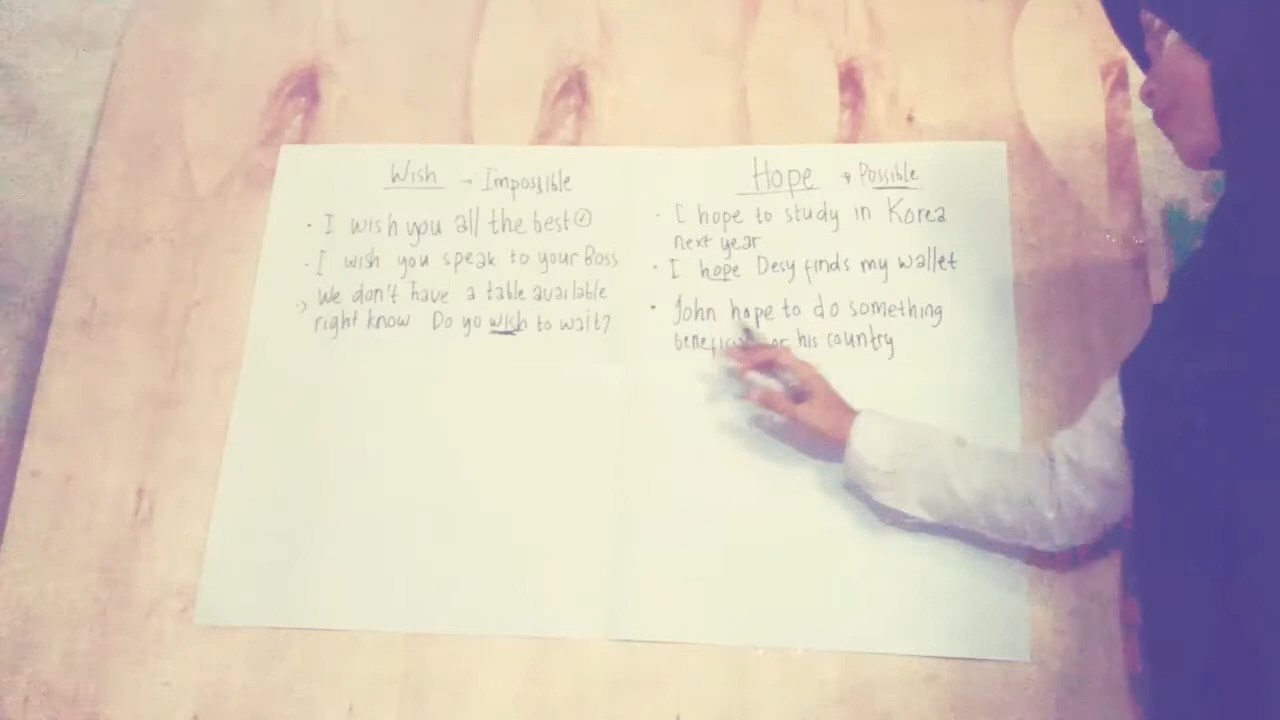 Wish → Impossible
• I wish you all the best
• I wish you speak to your Boss
→ we don't have a table available
right know Do yo wish to wait?
Hope → Possible
• I hope to study in Korea
next year
• I hope Desy finds my wallet
• John hope to do something
his country